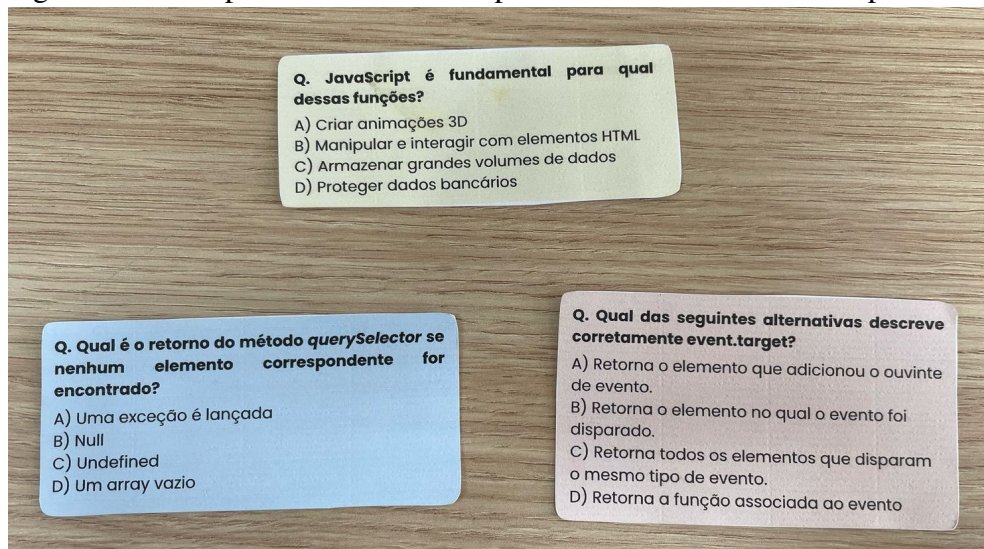 Q. JavaScript é fundamental para qual
dessas funções?
A) Criar animações 3D
B) Manipular e interagir com elementos HTML
C) Armazenar grandes volumes de dados
D) Proteger dados bancários
Q. Qual é o retorno do método querySelector se
nenhum elemento correspondente for
encontrado?
A) Uma exceção é lançada
B) Null
C) Undefined
D) Um array vazio
Q. Qual das seguintes alternativas descreve
corretamente event.target?
A) Retorna o elemento que adicionou o ouvinte
de evento.
B) Retorna o elemento no qual o evento foi
disparado.
C) Retorna todos os elementos que disparam
o mesmo tipo de evento.
D) Retorna a função associada ao evento